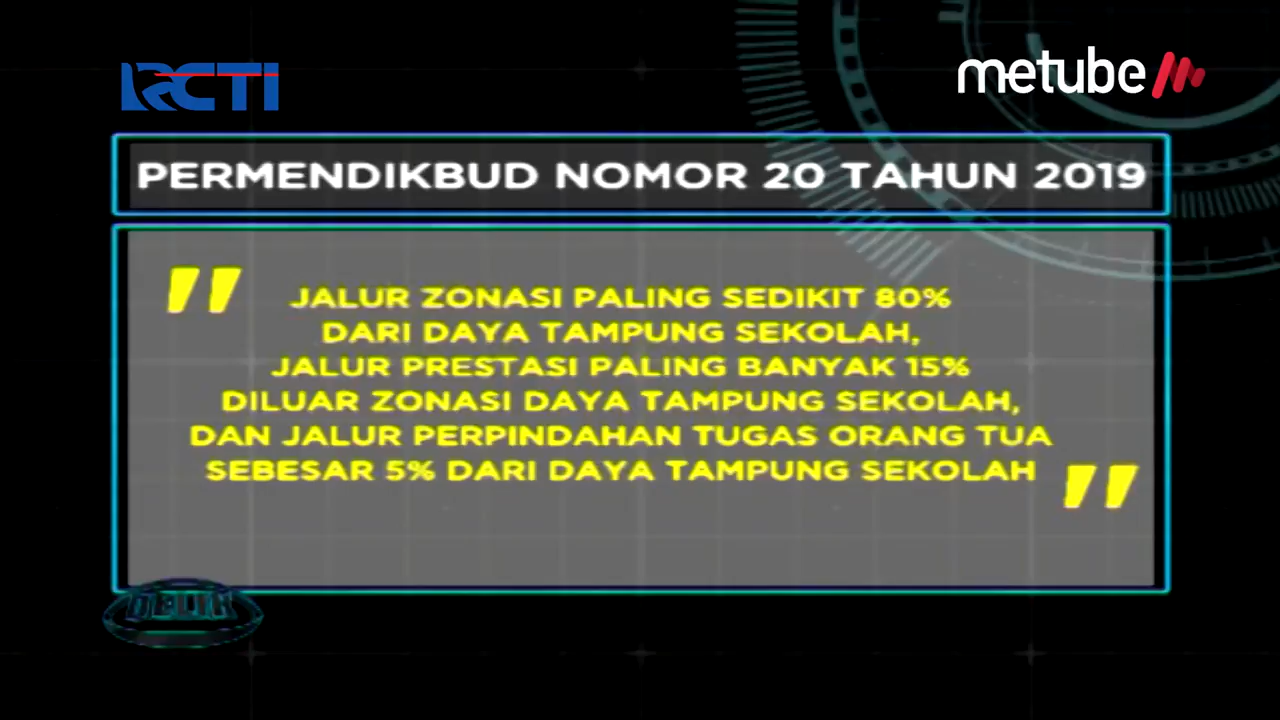 RCTI
metube
PERMENDIKBUD NOMOR 20 TAHUN 2019
"JALUR ZONASI PALING SEDIKIT 80%
DARI DAYA TAMPUNG SEKOLAH,
JALUR PRESTASI PALING BANYAK 15%
DILUAR ZONASI DAYA TAMPUNG SEKOLAH,
DAN JALUR PERPINDAHAN TUGAS ORANG TUA
SEBESAR 5% DARI DAYA TAMPUNG SEKOLAH"
DELIK